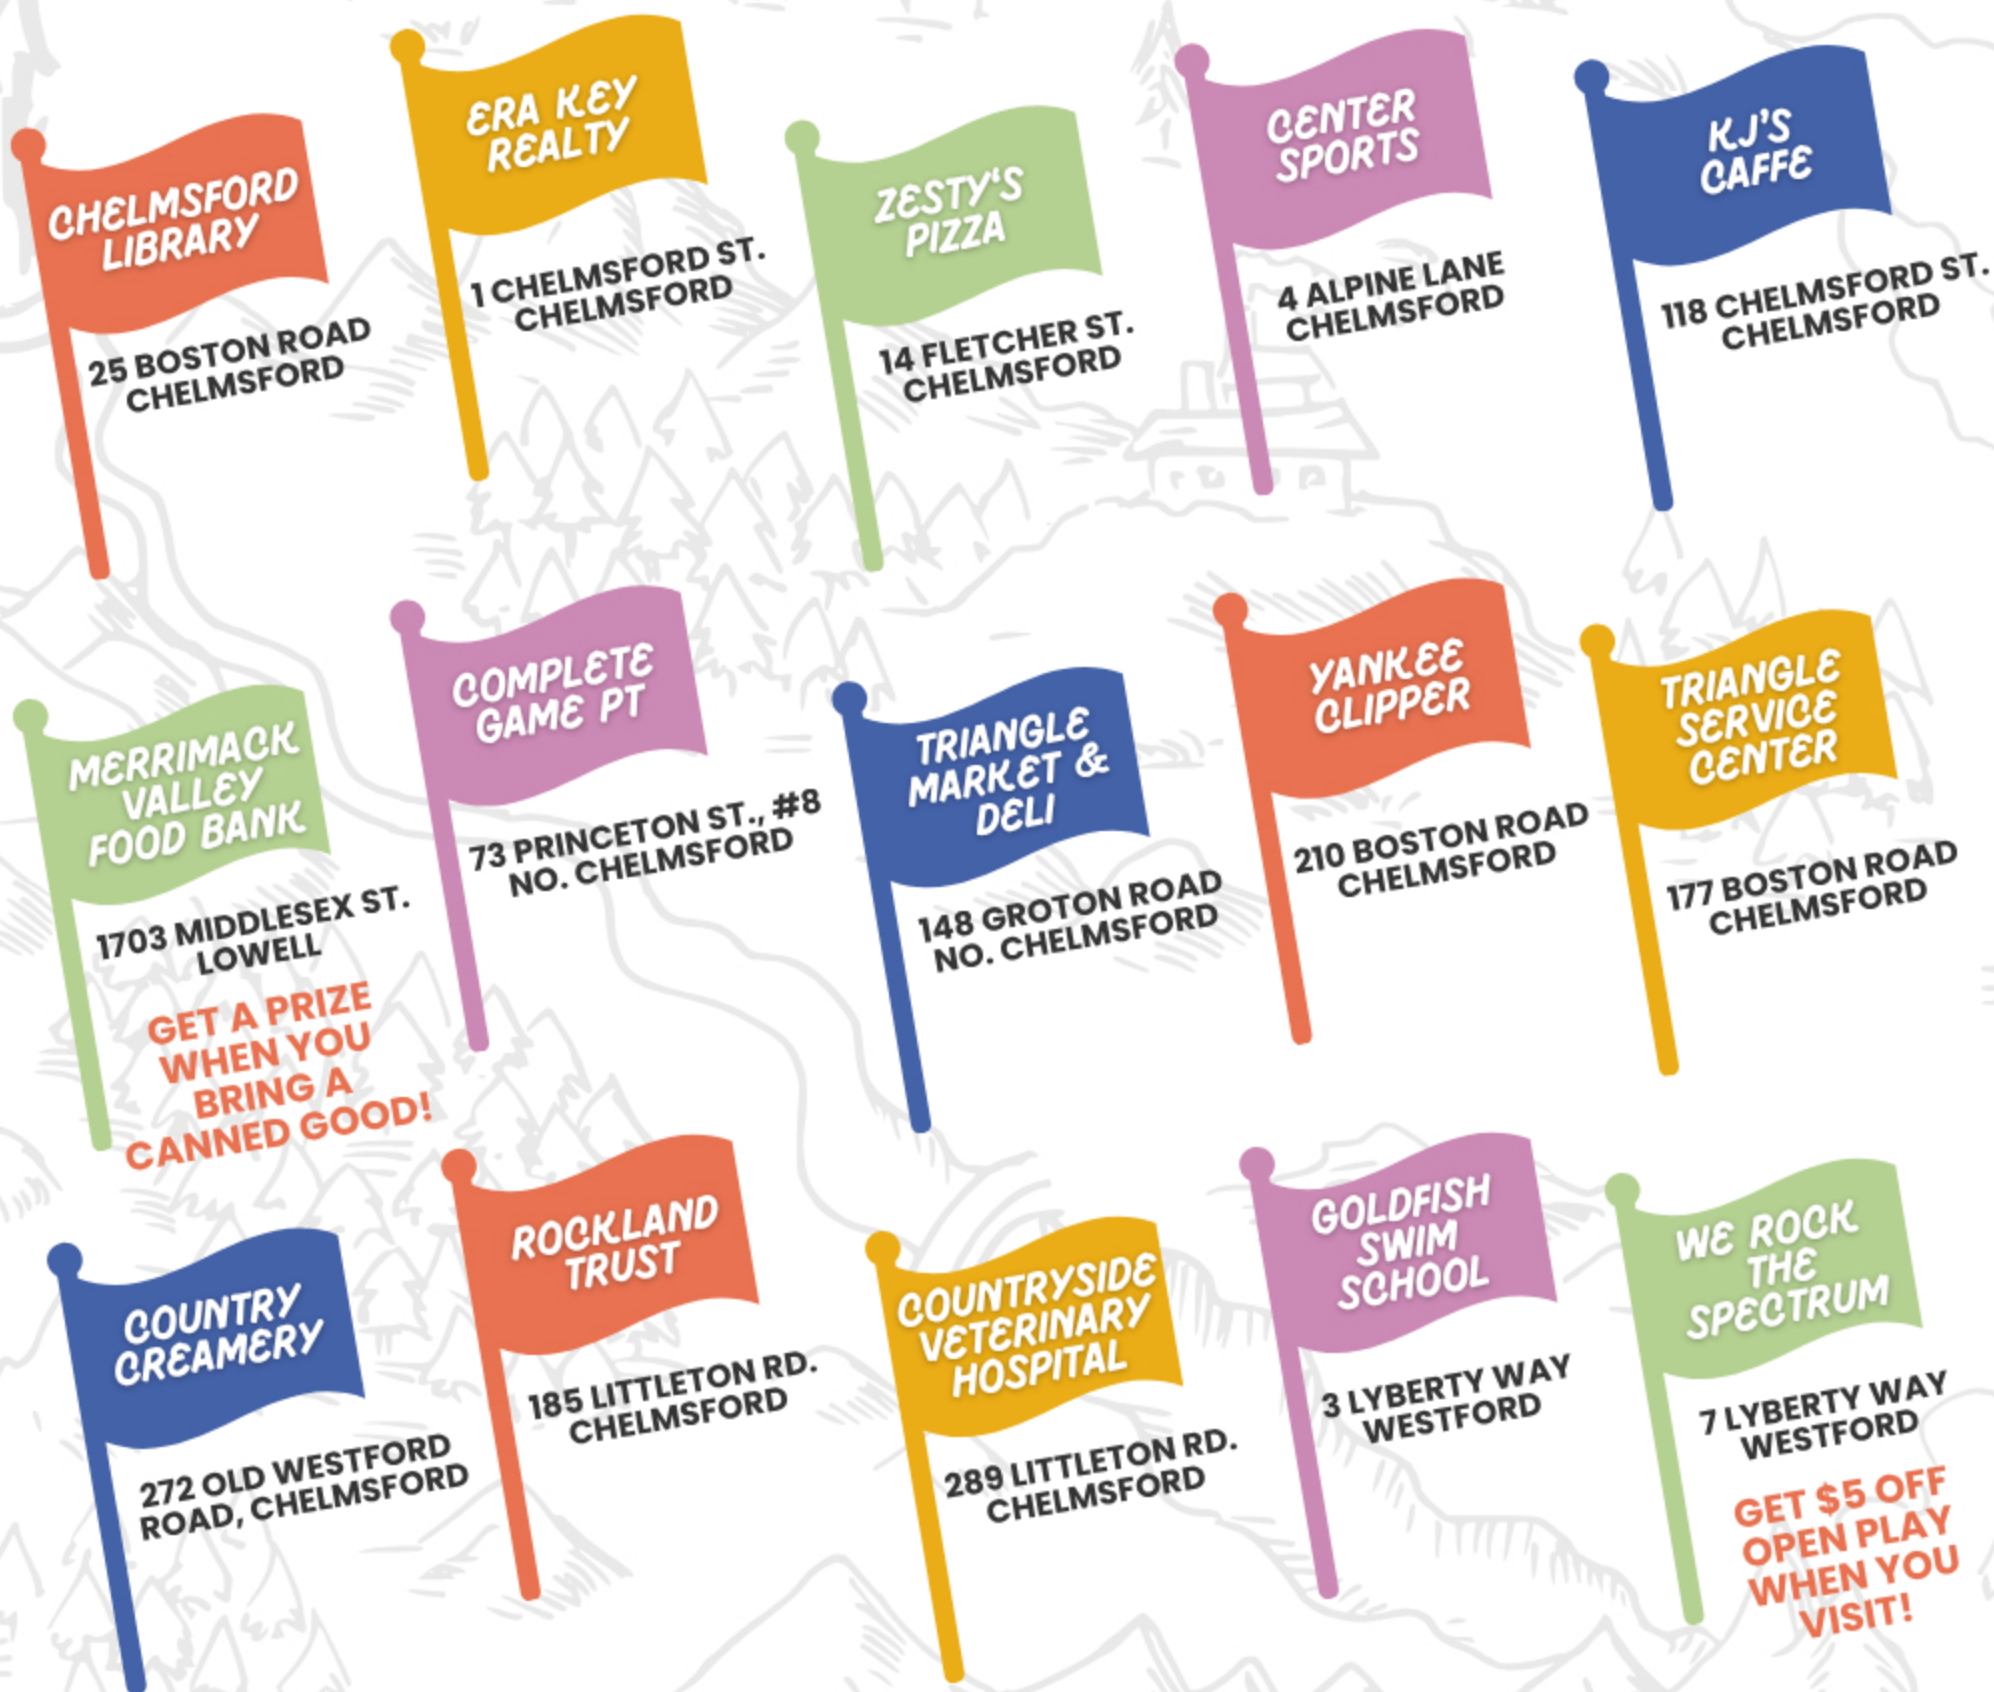 CHELMSFORD
LIBRARY
25 BOSTON ROAD
CHELMSFORD
ERA KEY
REALTY
1 CHELMSFORD ST.
CHELMSFORD
ZESTY'S
PIZZA
14 FLETCHER ST.
CHELMSFORD
CENTER
SPORTS
4 ALPINE LANE
CHELMSFORD
KJ'S
CAFFE
118 CHELMSFORD ST.
CHELMSFORD
MERRIMACK
VALLEY
FOOD BANK
1703 MIDDLESEX ST.
LOWELL
GET A PRIZE
WHEN YOU
BRING A
CANNED GOOD!
COMPLETE
GAME PT
73 PRINCETON ST., #8
NO. CHELMSFORD
TRIANGLE
MARKET &
DELI
148 GROTON ROAD
NO. CHELMSFORD
YANKEE
CLIPPER
210 BOSTON ROAD
CHELMSFORD
TRIANGLE
SERVICE
CENTER
177 BOSTON ROAD
CHELMSFORD
COUNTRY
CREAMERY
272 OLD WESTFORD
ROAD, CHELMSFORD
ROCKLAND
TRUST
185 LITTLETON RD.
CHELMSFORD
COUNTRYSIDE
VETERINARY
HOSPITAL
289 LITTLETON RD.
CHELMSFORD
GOLDFISH
SWIM
SCHOOL
3 LYBERTY WAY
WESTFORD
WE ROCK
THE
SPECTRUM
7 LYBERTY WAY
WESTFORD
GET $5 OFF
OPEN PLAY
WHEN YOU
VISIT!